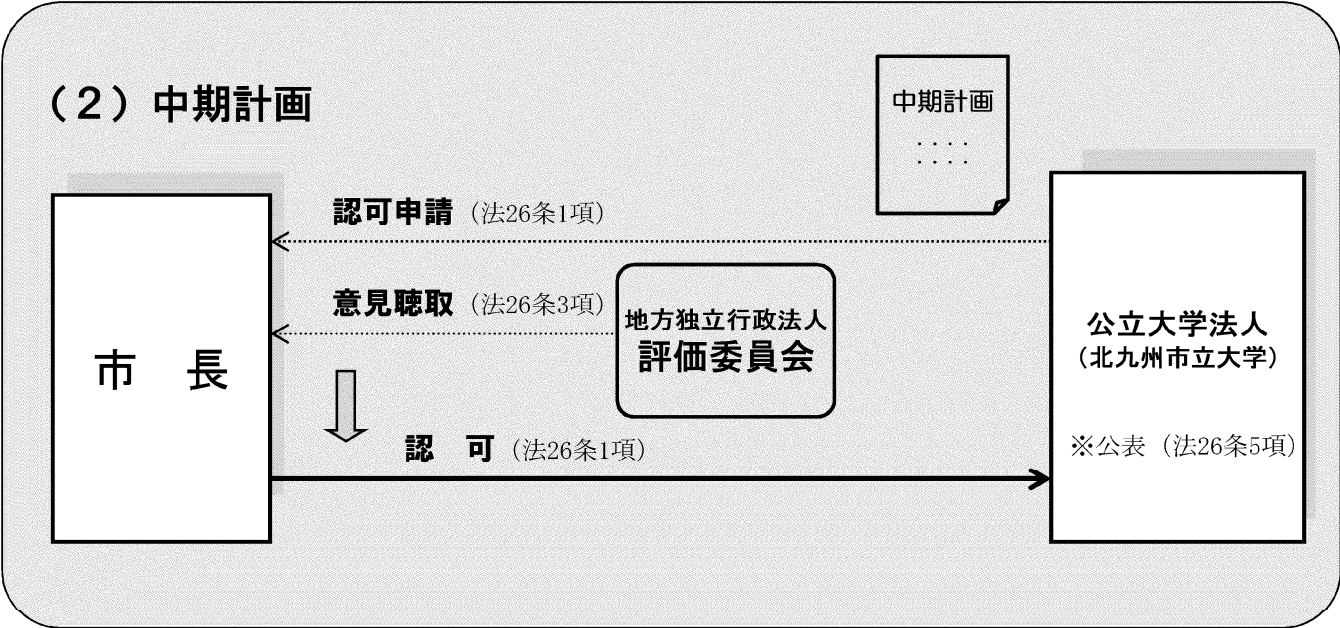 （２）中期計画
中期計画
・・・・
・・・・
認可申請（法26条1項）
意見聴取（法26条3項）
地方独立行政法人
評価委員会
市　長
認　可（法26条1項）
公立大学法人
（北九州市立大学）
※公表（法26条5項）